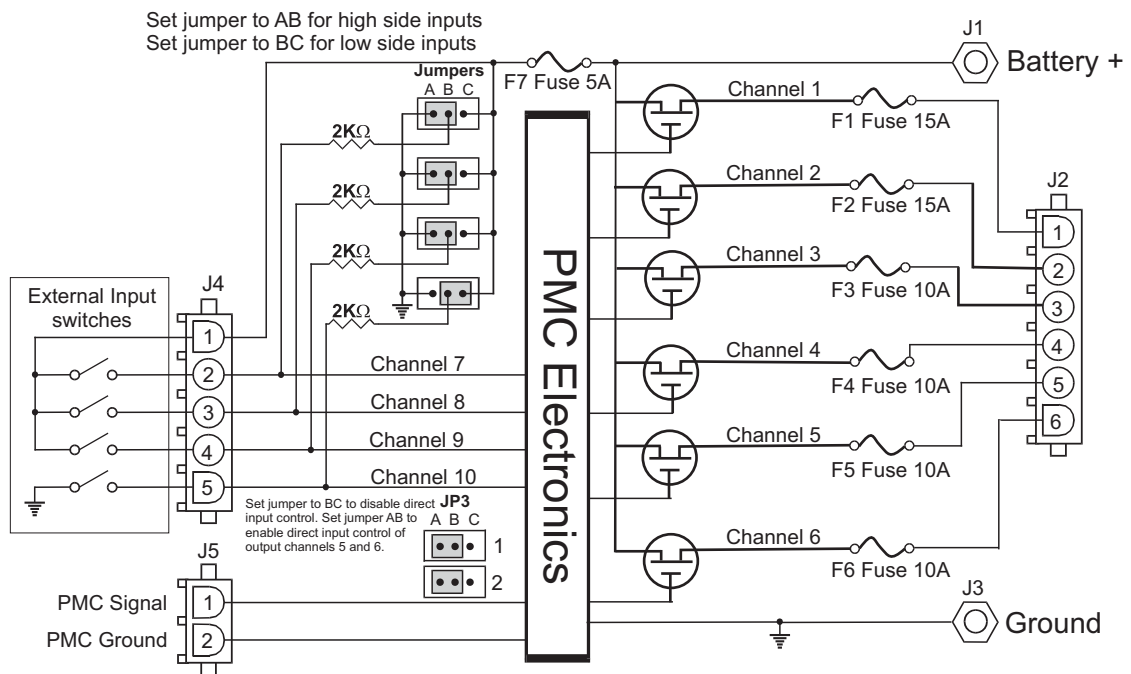 Set jumper to AB for high side inputs
Set jumper to BC for low side inputs
Jumpers
A B C
F7 Fuse 5A
J1
Battery +
2KΩ
2KΩ
2KΩ
2KΩ
Channel 1
F1 Fuse 15A
Channel 2
F2 Fuse 15A
Channel 3
F3 Fuse 10A
Channel 4
F4 Fuse 10A
Channel 5
F5 Fuse 10A
Channel 6
F6 Fuse 10A
J2
1
2
3
4
5
6
PMC Electronics
External Input
switches
J4
1
2
3
4
5
Channel 7
Channel 8
Channel 9
Channel 10
Set jumper to BC to disable direct
input control. Set jumper AB to
enable direct input control of
output channels 5 and 6.
JP3
A B C
1
2
J5
PMC Signal
1
PMC Ground
2
J3
Ground